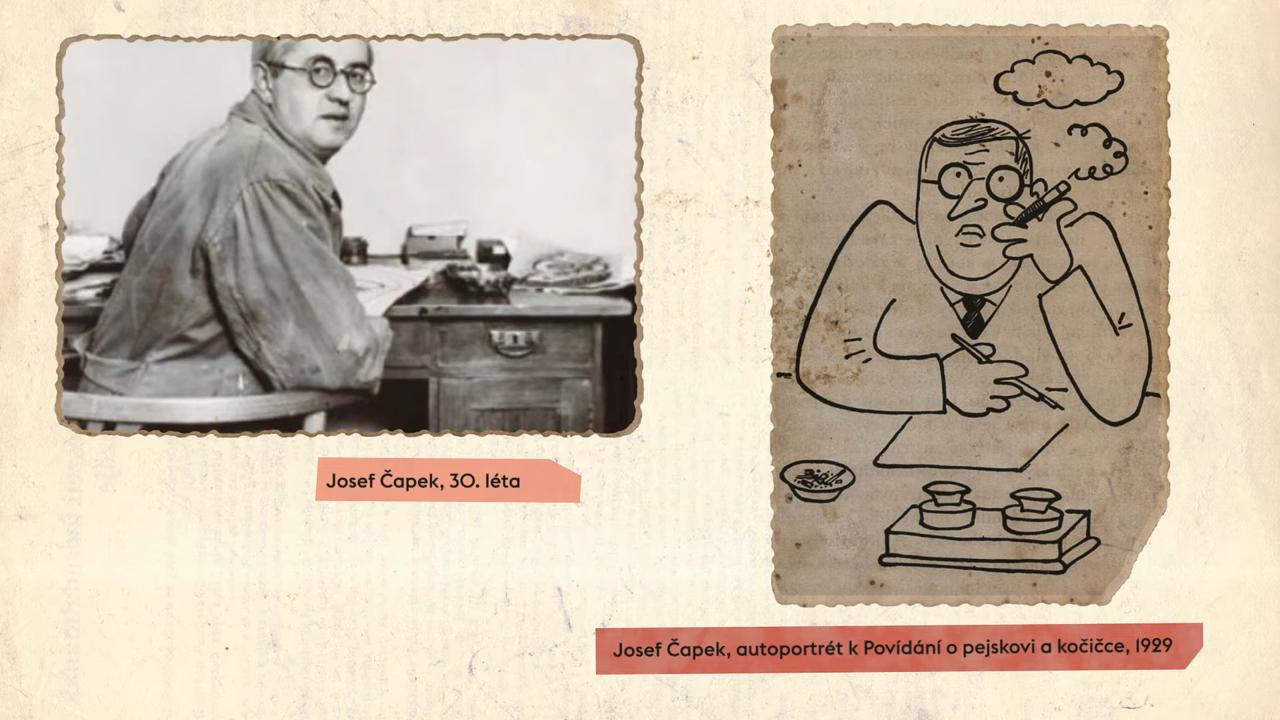 Josef Čapek, 30. léta
Josef Čapek, autoportrét k Povídání o pejskovi a kočičce, 1929